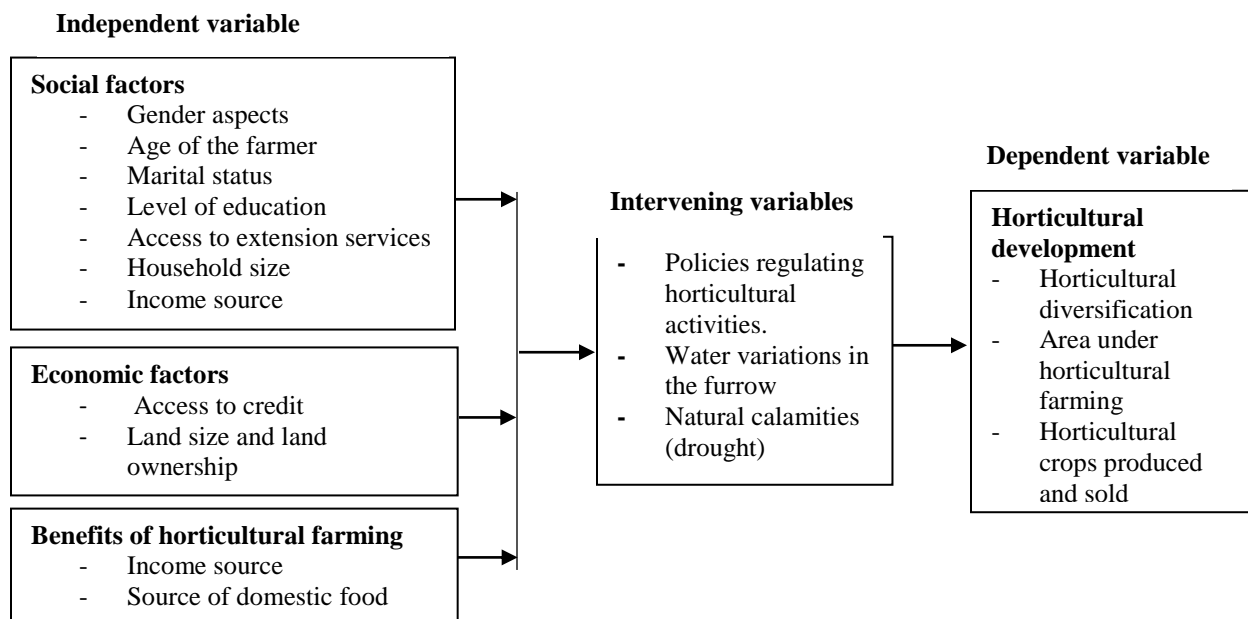 Independent variable
Social factors
- Gender aspects
- Age of the farmer
- Marital status
- Level of education
- Access to extension services
- Household size
- Income source
Economic factors
- Access to credit
- Land size and land
ownership
Benefits of horticultural farming
- Income source
- Source of domestic food
Intervening variables
- Policies regulating
horticultural
activities.
- Water variations in
the furrow
- Natural calamities
(drought)
Dependent variable
Horticultural
development
- Horticultural
diversification
- Area under
horticultural
farming
- Horticultural
crops produced
and sold